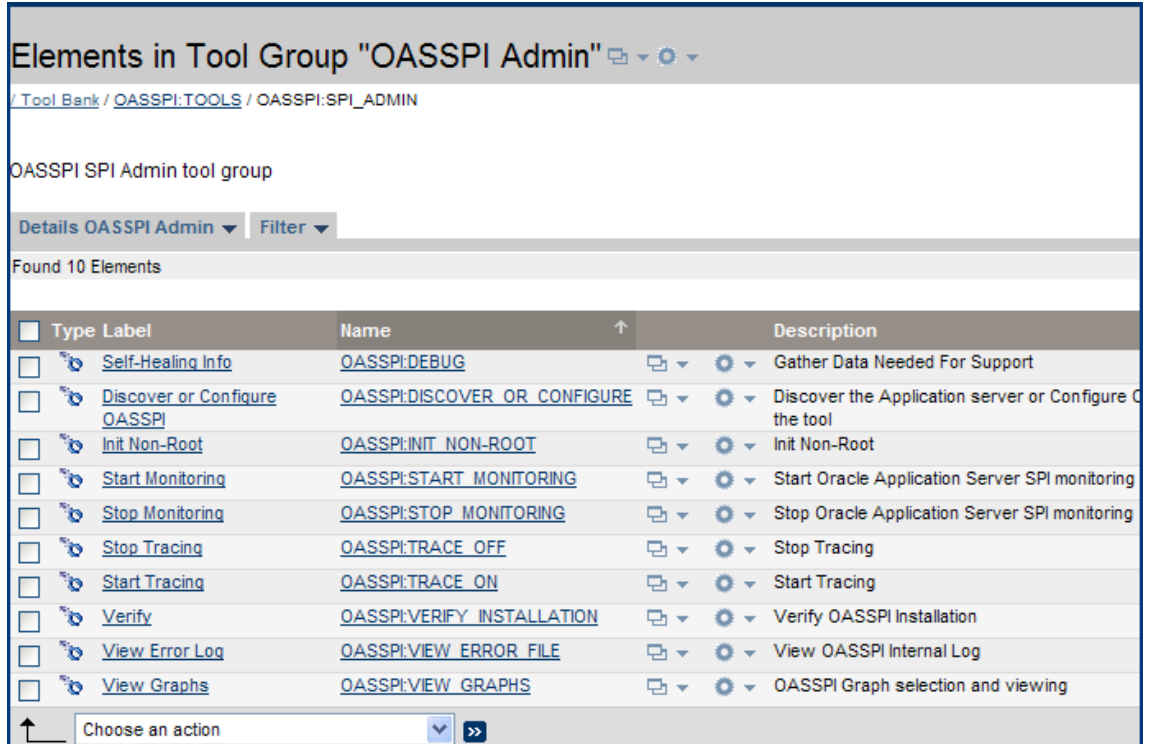 Elements in Tool Group "OASSPI Admin"
/ Tool Bank / OASSPI:TOOLS / OASSPI:SPI_ADMIN
OASSPI SPI Admin tool group
Details OASSPI Admin Filter
Found 10 Elements
Type Label Name Description
Self-Healing Info OASSPI:DEBUG Gather Data Needed For Support
Discover or Configure OASSPI:DISCOVER_OR_CONFIGURE Discover the Application server or Configure
OASSPI the tool
Init Non-Root OASSPI:INIT_NON-ROOT Init Non-Root
Start Monitoring OASSPI:START_MONITORING Start Oracle Application Server SPI monitoring
Stop Monitoring OASSPI:STOP_MONITORING Stop Oracle Application Server SPI monitoring
Stop Tracing OASSPI:TRACE_OFF Stop Tracing
Start Tracing OASSPI:TRACE_ON Start Tracing
Verify OASSPI:VERIFY_INSTALLATION Verify OASSPI Installation
View Error Log OASSPI:VIEW_ERROR_FILE View OASSPI Internal Log
View Graphs OASSPI:VIEW_GRAPHS OASSPI Graph selection and viewing
Choose an action